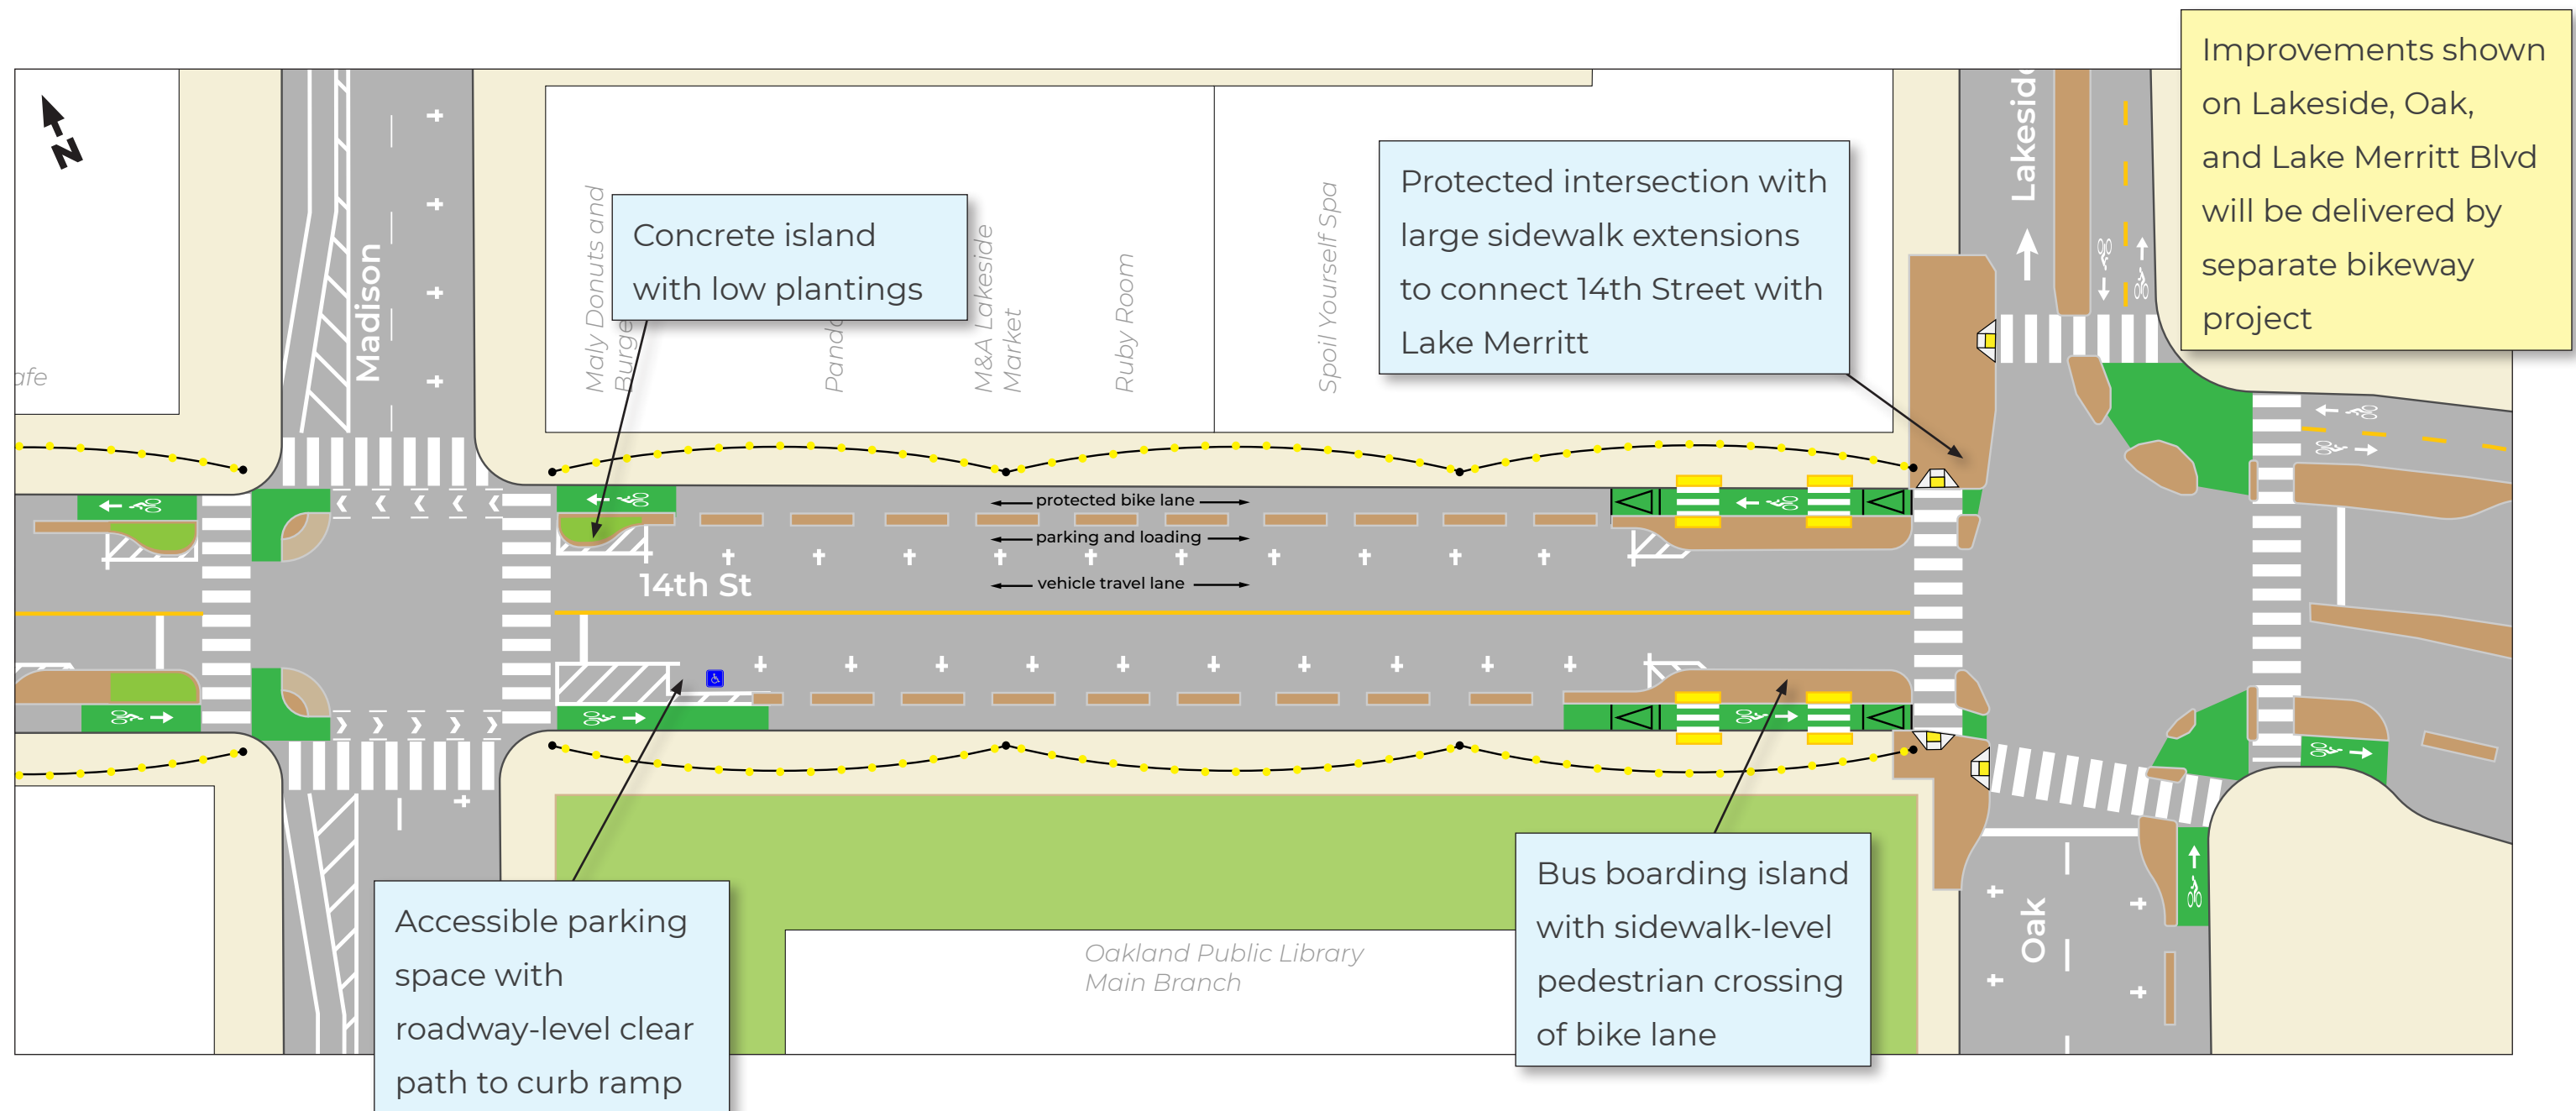 Improvements shown
on Lakeside, Oak,
and Lake Merritt Blvd
will be delivered by
separate bikeway
project
N
Madison
Maly Donuts and
Concrete island
with low plantings
M&A Lakeside
Market
Ruby Room
Spoil Yourself Spa
Protected intersection with
large sidewalk extensions
to connect 14th Street with
Lake Merritt
Lakeside
protected bike lane
parking and loading
vehicle travel lane
14th St
Accessible parking
space with
roadway-level clear
path to curb ramp
Oakland Public Library
Main Branch
Bus boarding island
with sidewalk-level
pedestrian crossing
of bike lane
Oak